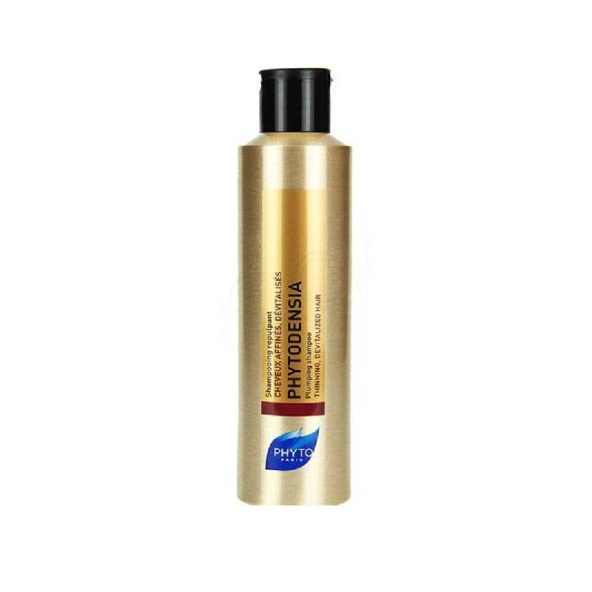 Shampooing repulpant
CHEVEUX AFFINÉS, DÉVITALISÉS
PHYTODENSIA
Plumping shampoo
THINNING, DEVITALIZED HAIR
PHYTO
PARIS